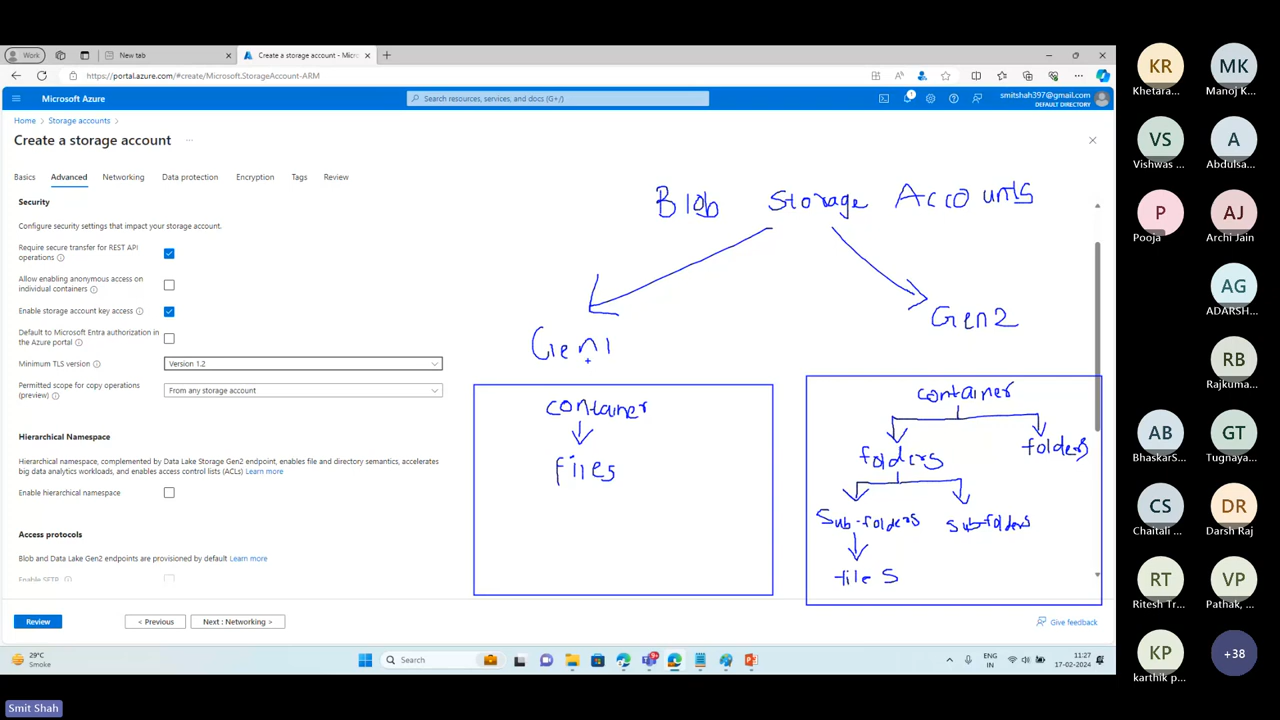 Work
New tab
Create a storage account - Micro
https://portal.azure.com/#create/Microsoft.StorageAccount-ARM
Microsoft Azure
Search resources, services, and docs (G+/)
1
smitshah397@gmail.com
DEFAULT DIRECTORY
Home > Storage accounts >
Create a storage account ...
Basics
Advanced
Networking
Data protection
Encryption
Tags
Review
Security
Configure security settings that impact your storage account.
Require secure transfer for REST API
operations
Allow enabling anonymous access on
individual containers
Enable storage account key access
Default to Microsoft Entra authorization in
the Azure portal
Minimum TLS version
Version 1.2
Permitted scope for copy operations
(preview)
From any storage account
Hierarchical Namespace
Hierarchical namespace, complemented by Data Lake Storage Gen2 endpoint, enables file and directory semantics, accelerates
big data analytics workloads, and enables access control lists (ACLs) Learn more
Enable hierarchical namespace
Access protocols
Blob and Data Lake Gen2 endpoints are provisioned by default Learn more
Enable SFTP
Review
< Previous
Next : Networking >
Give feedback
Blob Storage Accounts
Gen1
Gen2
container
files
container
folders
folders
Sub-folders
Sub-folders
files
29°C
Smoke
Search
ENG
IN
11:27
17-02-2024
Smit Shah
KR
Khetara...
MK
Manoj K...
VS
Vishwas ...
A
Abdulsa...
P
Pooja
AJ
Archi Jain
AG
ADARSH...
RB
Rajkuma...
AB
Bhaskar S...
GT
Tugnaya...
CS
Chaitali ...
DR
Darsh Raj
RT
Ritesh Tr...
VP
Pathak, ...
KP
karthik p...
+38